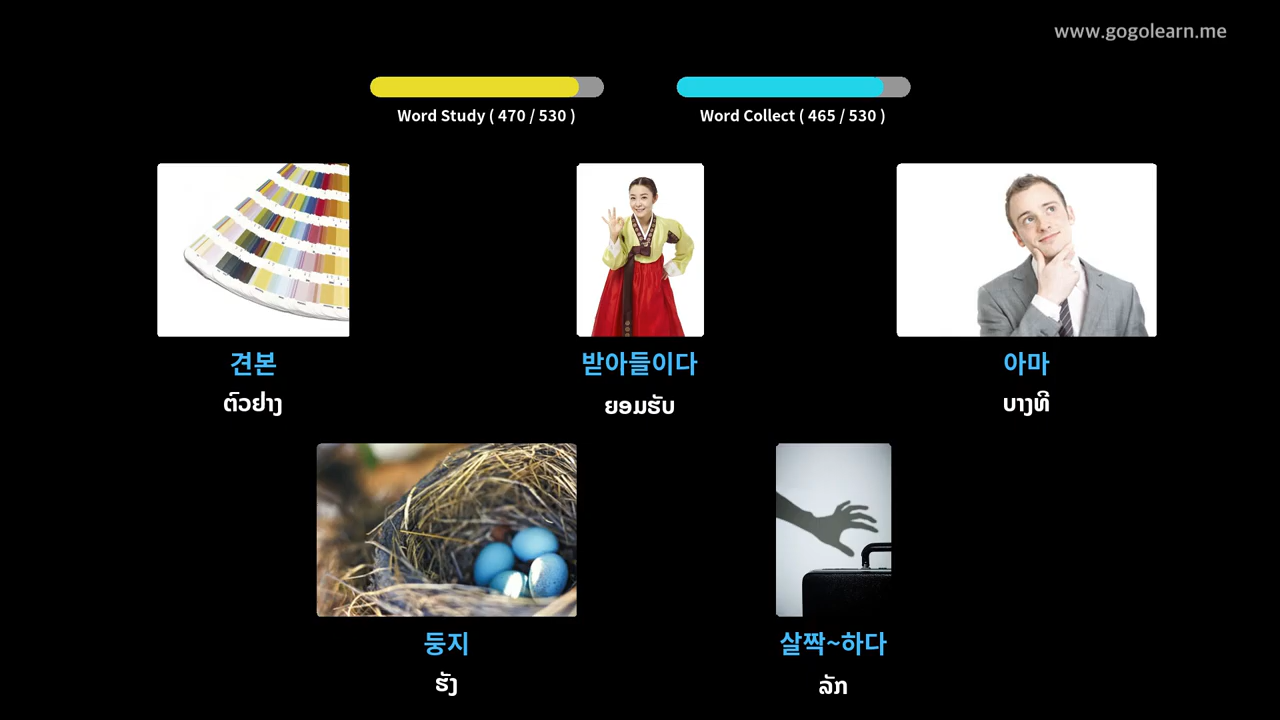 www.gogolearn.me
Word Study ( 470 / 530 )
Word Collect ( 465 / 530 )
견본
받아들이다
아마
ຕົວຢ່າງ
ຍອມຮັບ
ບາງທີ
둥지
살짝~하다
ຮັງ
ລັກ